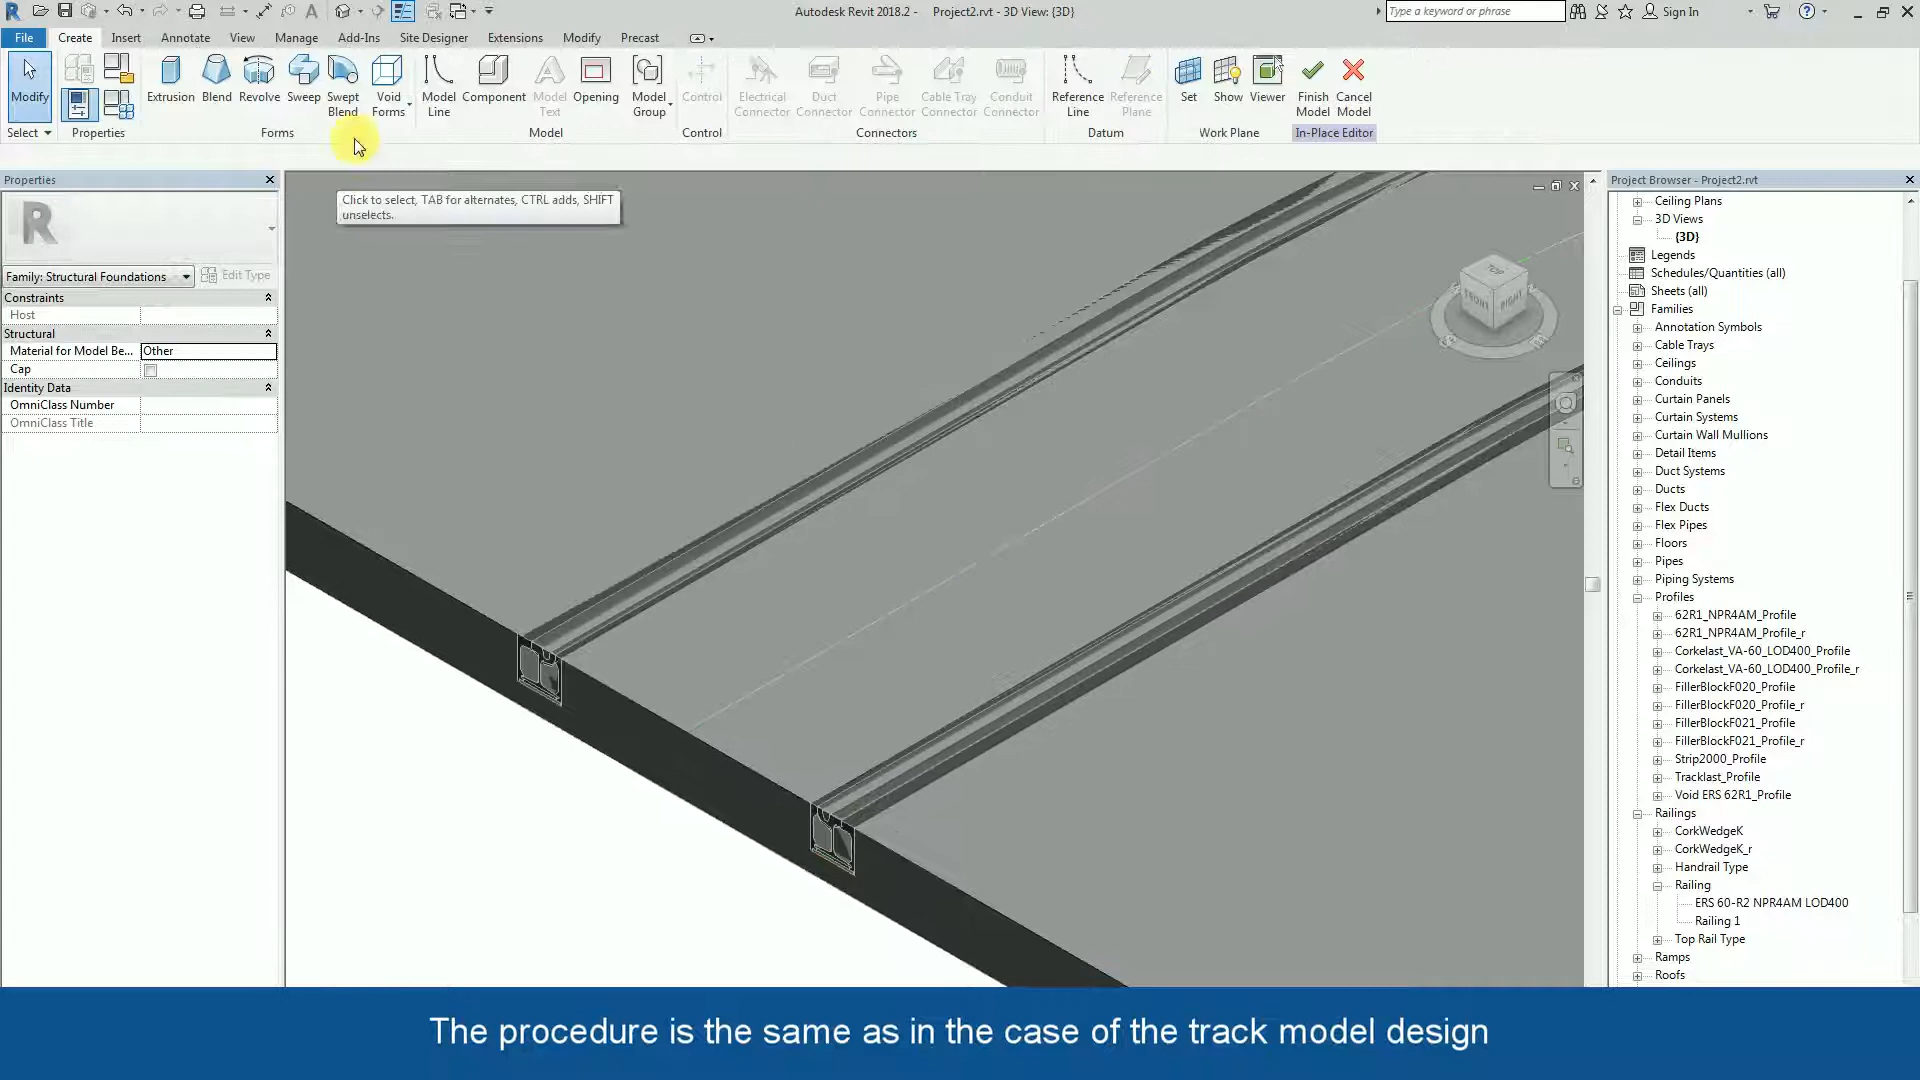 Autodesk Revit 2018.2 - Project2.rvt - 3D View: {3D}
Type a keyword or phrase
Sign In
File Create Insert Annotate View Manage Add-Ins Site Designer Extensions Modify Precast
Modify
Extrusion Blend Revolve Sweep Swept Blend Void Forms
Model Line Component Model Text Opening Model Group
Control
Electrical Connector Duct Connector Pipe Connector Cable Tray Connector Conduit Connector
Reference Line Reference Plane
Set Show Viewer
Finish Model Cancel Model
Select Properties Forms Model Control Connectors Datum Work Plane In-Place Editor
Properties
Family: Structural Foundations Edit Type
Constraints
Host
Structural
Material for Model Be... Other
Cap
Identity Data
OmniClass Number
OmniClass Title
Click to select, TAB for alternates, CTRL adds, SHIFT
unselects.
TOP
FRONT
RIGHT
Project Browser - Project2.rvt
Ceiling Plans
3D Views
{3D}
Legends
Schedules/Quantities (all)
Sheets (all)
Families
Annotation Symbols
Cable Trays
Ceilings
Conduits
Curtain Panels
Curtain Systems
Curtain Wall Mullions
Detail Items
Duct Systems
Ducts
Flex Ducts
Flex Pipes
Floors
Pipes
Piping Systems
Profiles
62R1_NPR4AM_Profile
62R1_NPR4AM_Profile_r
Corkelast_VA-60_LOD400_Profile
Corkelast_VA-60_LOD400_Profile_r
FillerBlockF020_Profile
FillerBlockF020_Profile_r
FillerBlockF021_Profile
FillerBlockF021_Profile_r
Strip2000_Profile
Tracklast_Profile
Void ERS 62R1_Profile
Railings
CorkWedgeK
CorkWedgeK_r
Handrail Type
Railing
ERS 60-R2 NPR4AM LOD400
Railing 1
Top Rail Type
Ramps
Roofs
The procedure is the same as in the case of the track model design